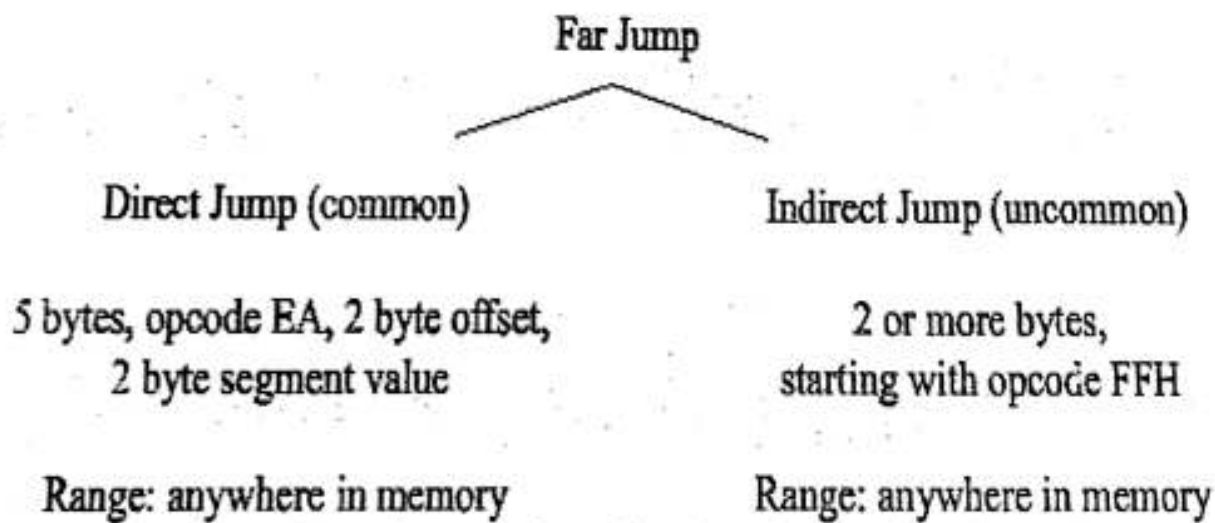 Far Jump
Direct Jump (common)
Indirect Jump (uncommon)
5 bytes, opcode EA, 2 byte offset,
2 byte segment value
2 or more bytes,
starting with opcode FFH
Range: anywhere in memory
Range: anywhere in memory